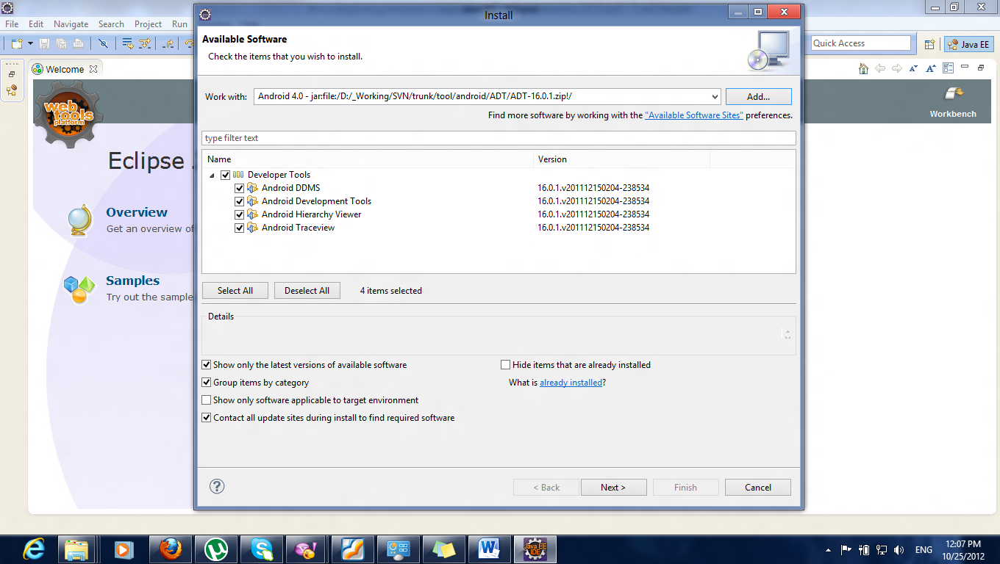 Install
File Edit Navigate Search Project Run
Available Software
Check the items that you wish to install.
Quick Access
Java EE
Welcome
Work with:
Android 4.0 - jar:file:/D:/_Working/SVN/trunk/tool/android/ADT/ADT-16.0.1.zip!/
Add...
Find more software by working with the "Available Software Sites" preferences.
web
tools
platform
Workbench
type filter text
Eclipse
Name Version
Developer Tools
Android DDMS 16.0.1.v201112150204-238534
Android Development Tools 16.0.1.v201112150204-238534
Android Hierarchy Viewer 16.0.1.v201112150204-238534
Android Traceview 16.0.1.v201112150204-238534
Overview
Get an overview of
Samples
Try out the sample
Select All Deselect All 4 items selected
Details
Show only the latest versions of available software
Hide items that are already installed
Group items by category
What is already installed?
Show only software applicable to target environment
Contact all update sites during install to find required software
< Back Next > Finish Cancel
Java EE
IDE
ENG
12:07 PM
10/25/2012